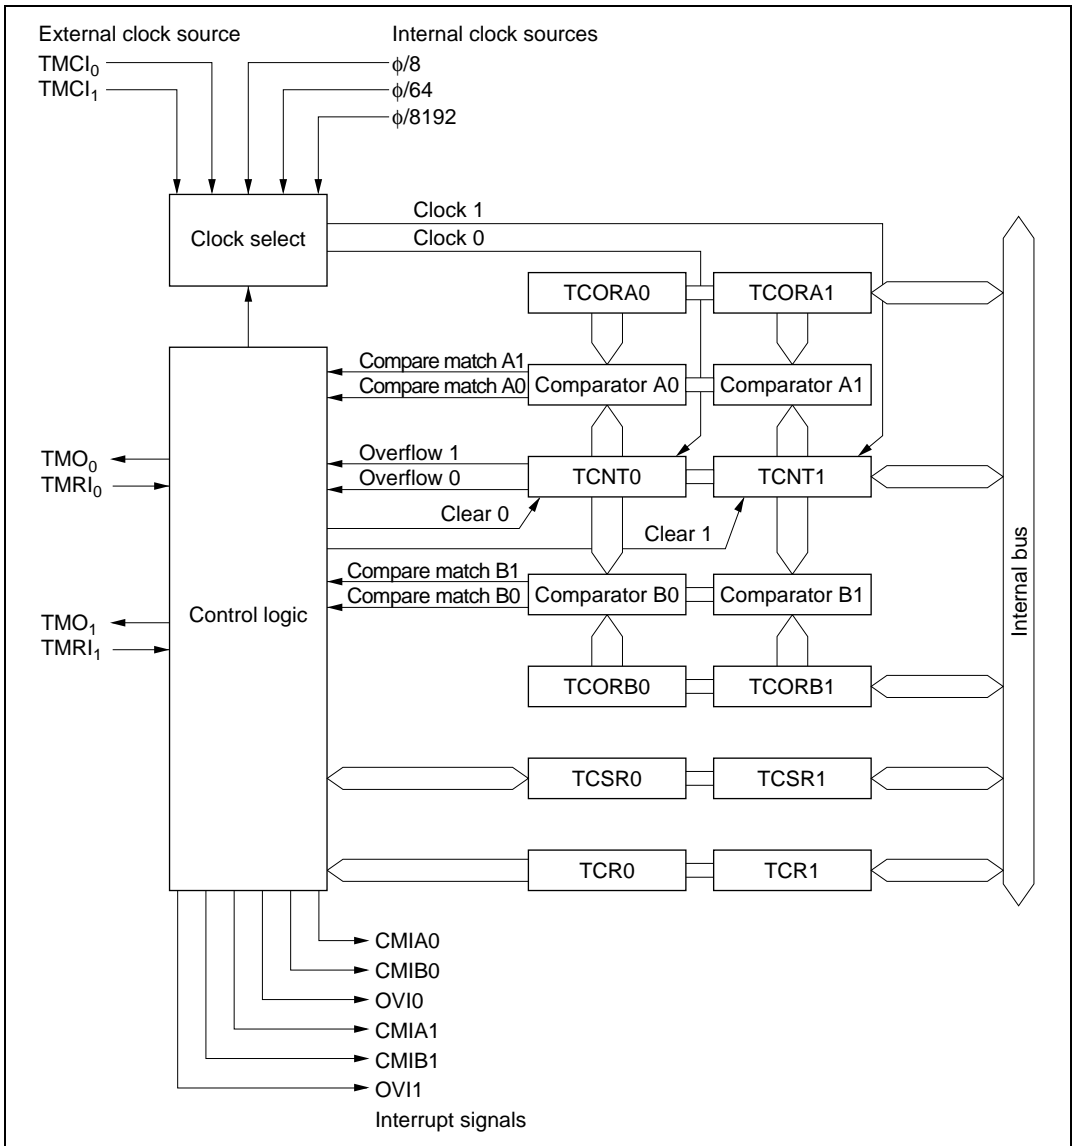 External clock source
Internal clock sources
TMCI₀
ϕ/8
TMCI₁
ϕ/64
ϕ/8192
Clock 1
Clock select
Clock 0
TCORA0
TCORA1
Compare match A1
Compare match A0
Comparator A0
Comparator A1
TMO₀
TMRI₀
Overflow 1
Overflow 0
TCNT0
TCNT1
Clear 0
Clear 1
Internal bus
Compare match B1
Compare match B0
Comparator B0
Comparator B1
Control logic
TMO₁
TMRI₁
TCORB0
TCORB1
TCSR0
TCSR1
TCR0
TCR1
CMIA0
CMIB0
OVI0
CMIA1
CMIB1
OVI1
Interrupt signals